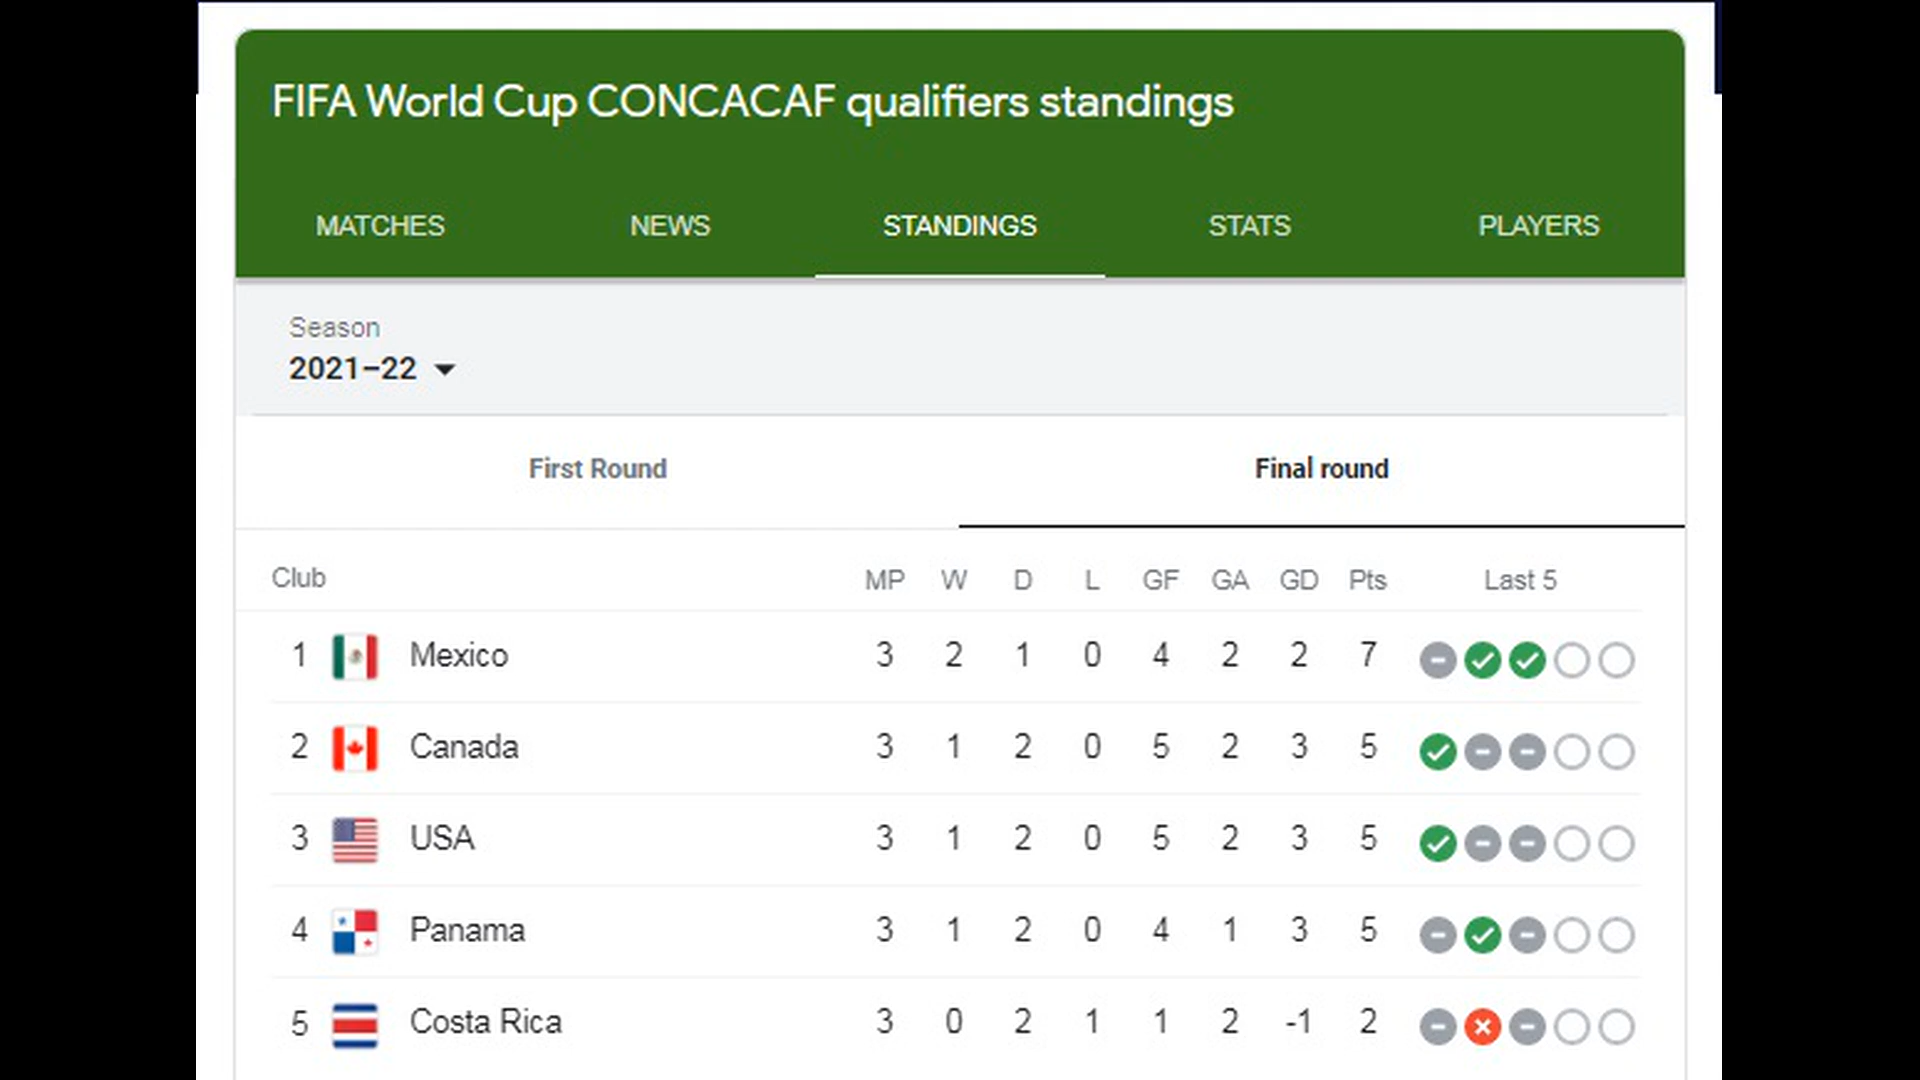 FIFA World Cup CONCACAF qualifiers standings
MATCHES NEWS STANDINGS STATS PLAYERS
Season
2021–22
First Round Final round
Club MP W D L GF GA GD Pts Last 5
1 Mexico 3 2 1 0 4 2 2 7
2 Canada 3 1 2 0 5 2 3 5
3 USA 3 1 2 0 5 2 3 5
4 Panama 3 1 2 0 4 1 3 5
5 Costa Rica 3 0 2 1 1 2 -1 2